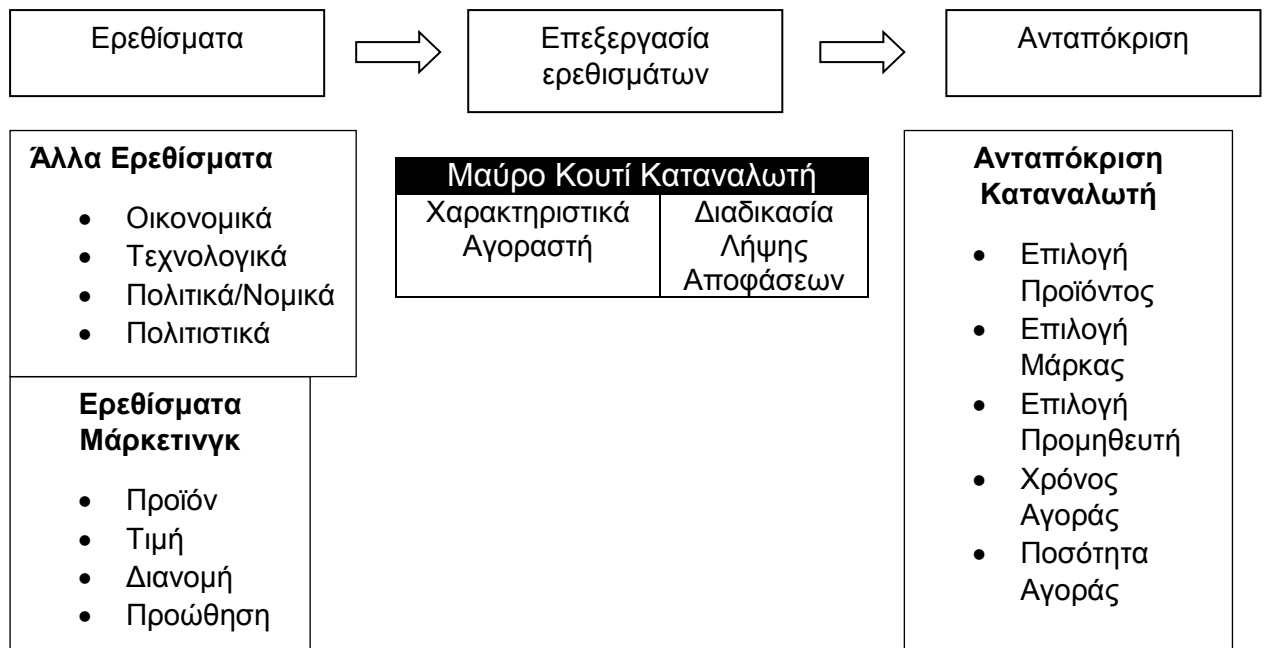 Ερεθίσματα
Επεξεργασία
ερεθισμάτων
Ανταπόκριση
Άλλα Ερεθίσματα
• Οικονομικά
• Τεχνολογικά
• Πολιτικά/Νομικά
• Πολιτιστικά
Ερεθίσματα
Μάρκετινγκ
• Προϊόν
• Τιμή
• Διανομή
• Προώθηση
Μαύρο Κουτί Καταναλωτή
Χαρακτηριστικά
Αγοραστή
Διαδικασία
Λήψης
Αποφάσεων
Ανταπόκριση
Καταναλωτή
• Επιλογή
Προϊόντος
• Επιλογή
Μάρκας
• Επιλογή
Προμηθευτή
• Χρόνος
Αγοράς
• Ποσότητα
Αγοράς